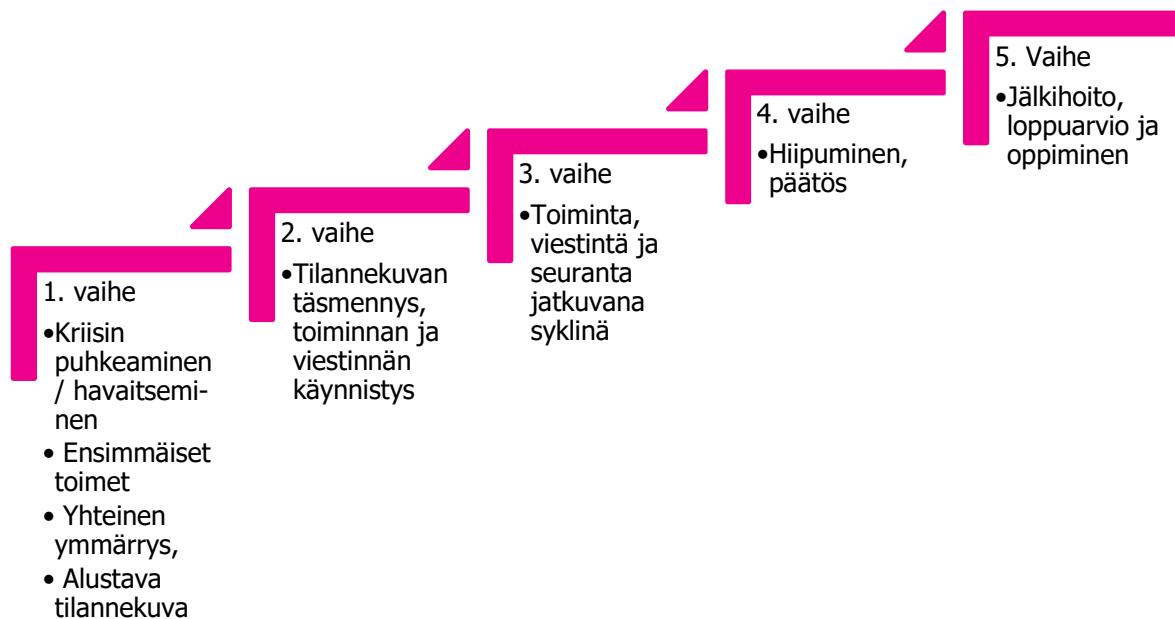 1. vaihe
•Kriisin
puhkeaminen
/ havaitsemi-
nen
• Ensimmäiset
toimet
• Yhteinen
ymmärrys,
• Alustava
tilannekuva
2. vaihe
•Tilannekuvan
täsmennys,
toiminnan ja
viestinnän
käynnistys
3. vaihe
•Toiminta,
viestintä ja
seuranta
jatkuvana
syklinä
4. vaihe
•Hiipuminen,
päätös
5. Vaihe
•Jälkihoito,
loppuarvio ja
oppiminen